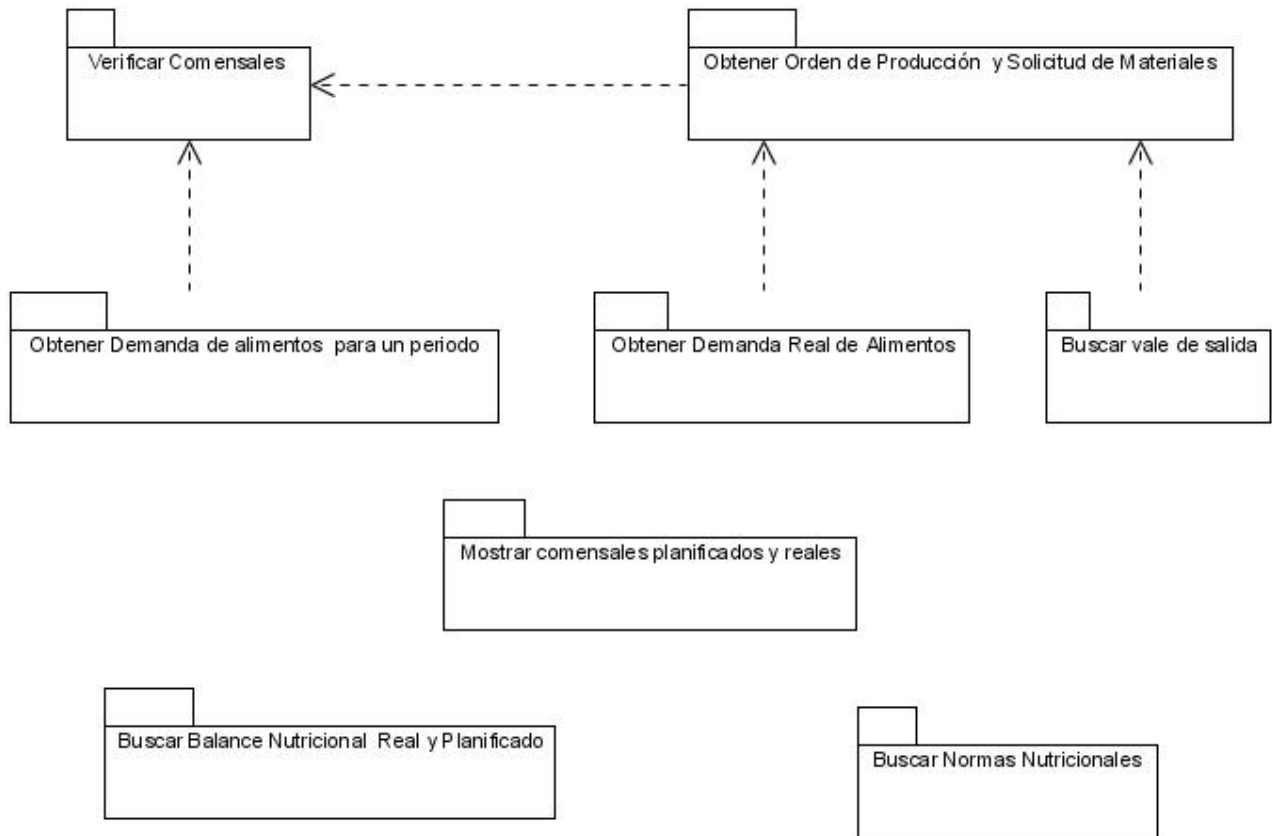 Verificar Comensales
Obtener Orden de Producción y Solicitud de Materiales
Obtener Demanda de alimentos para un periodo
Obtener Demanda Real de Alimentos
Buscar vale de salida
Mostrar comensales planificados y reales
Buscar Balance Nutricional Real y Planificado
Buscar Normas Nutricionales